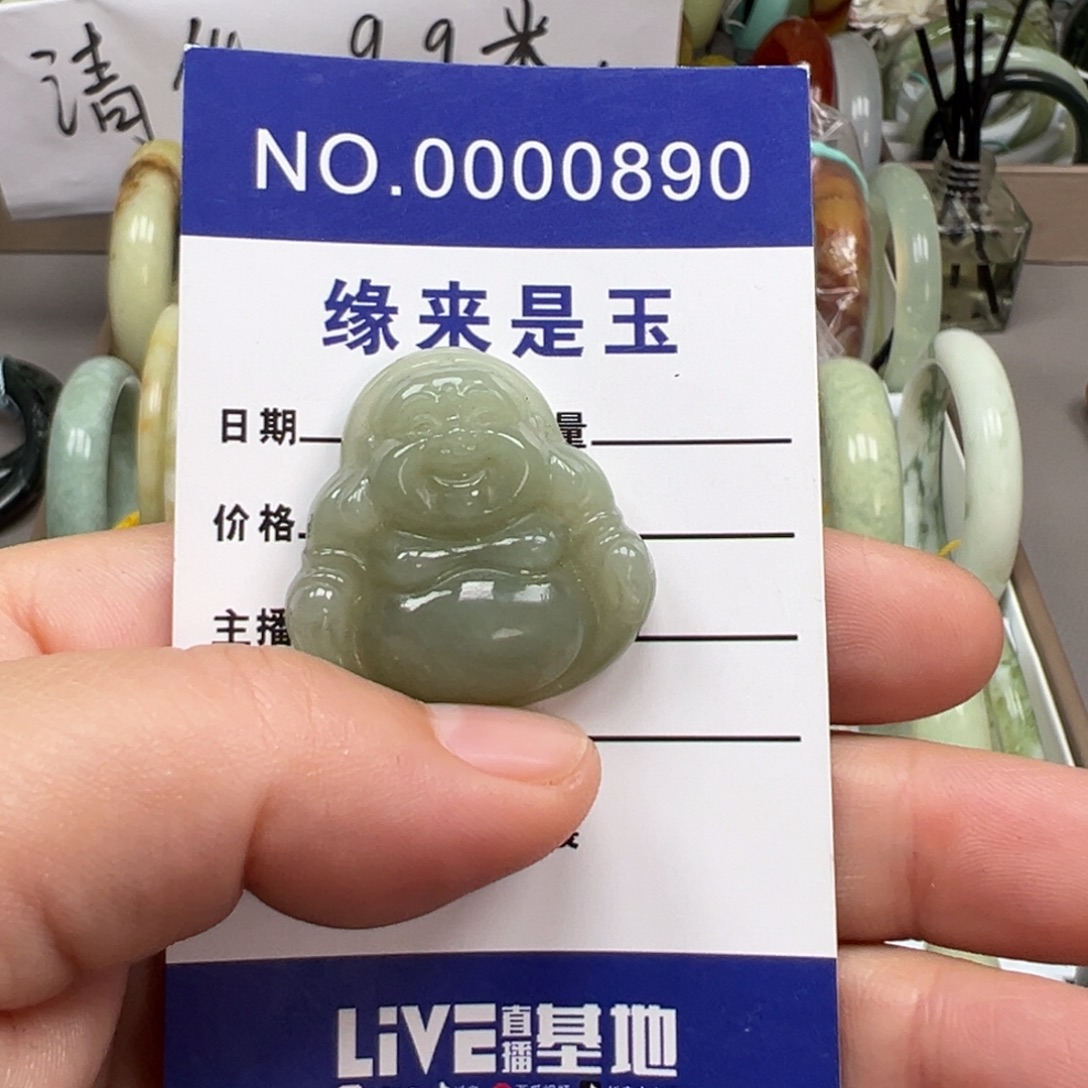 清仓 99米
NO.0000890
缘来是玉
日期 量
价格
主播
LIVE直播基地